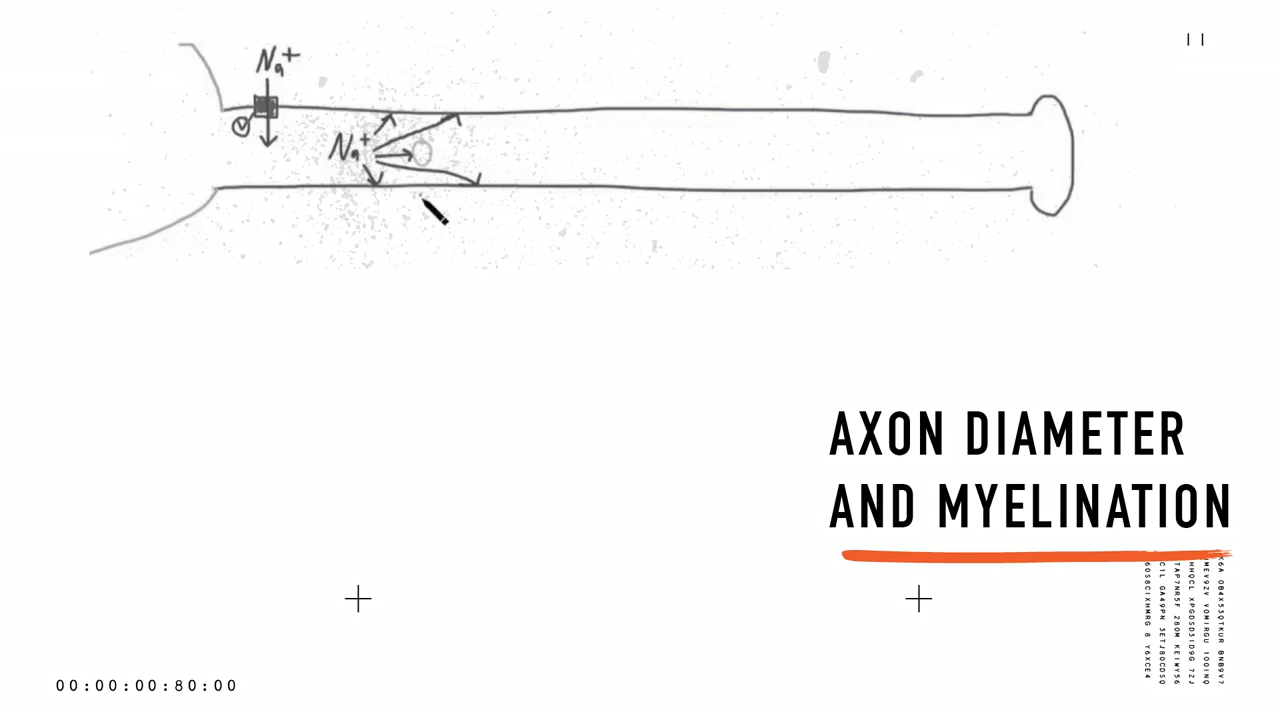 Na+
V
Na+
AXON DIAMETER
AND MYELINATION
00:00:00:80:00